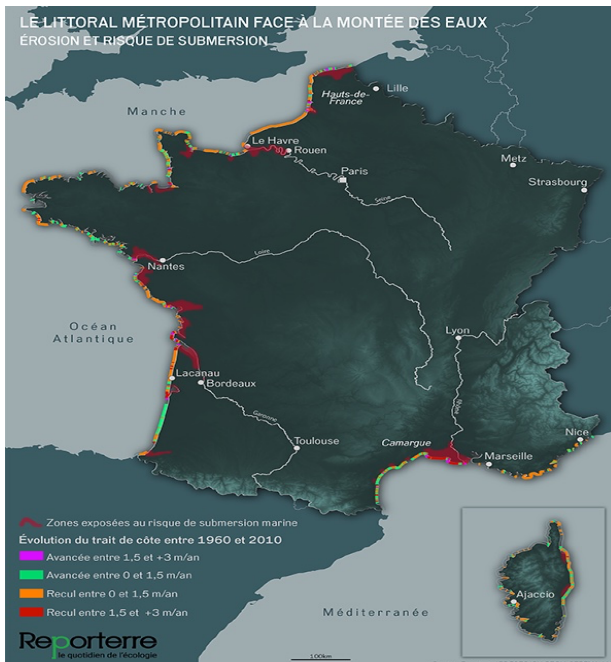 LE LITTORAL MÉTROPOLITAIN FACE À LA MONTÉE DES EAUX
ÉROSION ET RISQUE DE SUBMERSION
Hauts-de-
France
Lille
Manche
Le Havre
Rouen
Metz
Paris
Strasbourg
Seine
Loire
Nantes
Océan
Atlantique
Lyon
Lacanau
Bordeaux
Rhône
Garonne
Nice
Toulouse
Camargue
Marseille
Zones exposées au risque de submersion marine
Évolution du trait de côte entre 1960 et 2010
Avancée entre 1,5 et +3 m/an
Avancée entre 0 et 1,5 m/an
Recul entre 0 et 1,5 m/an
Recul entre 1,5 et +3 m/an
Ajaccio
Méditerranée
Reporterre
le quotidien de l'écologie
100km